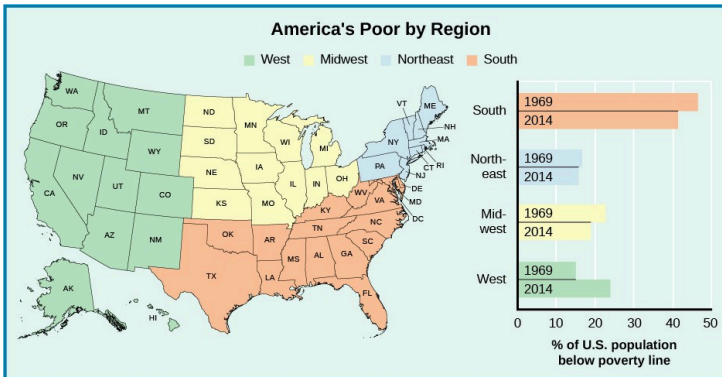 America's Poor by Region
West Midwest Northeast South
WA
OR
ID
MT
WY
CA
NV
UT
CO
AZ
NM
AK
HI
ND
SD
NE
KS
MN
IA
MO
WI
IL
MI
IN
OH
OK
TX
AR
LA
MS
AL
GA
FL
SC
NC
TN
KY
WV
VA
PA
NY
VT
ME
NH
MA
RI
CT
NJ
DE
MD
DC
South
1969
2014
North-
east
1969
2014
Mid-
west
1969
2014
West
1969
2014
0 10 20 30 40 50
% of U.S. population
below poverty line